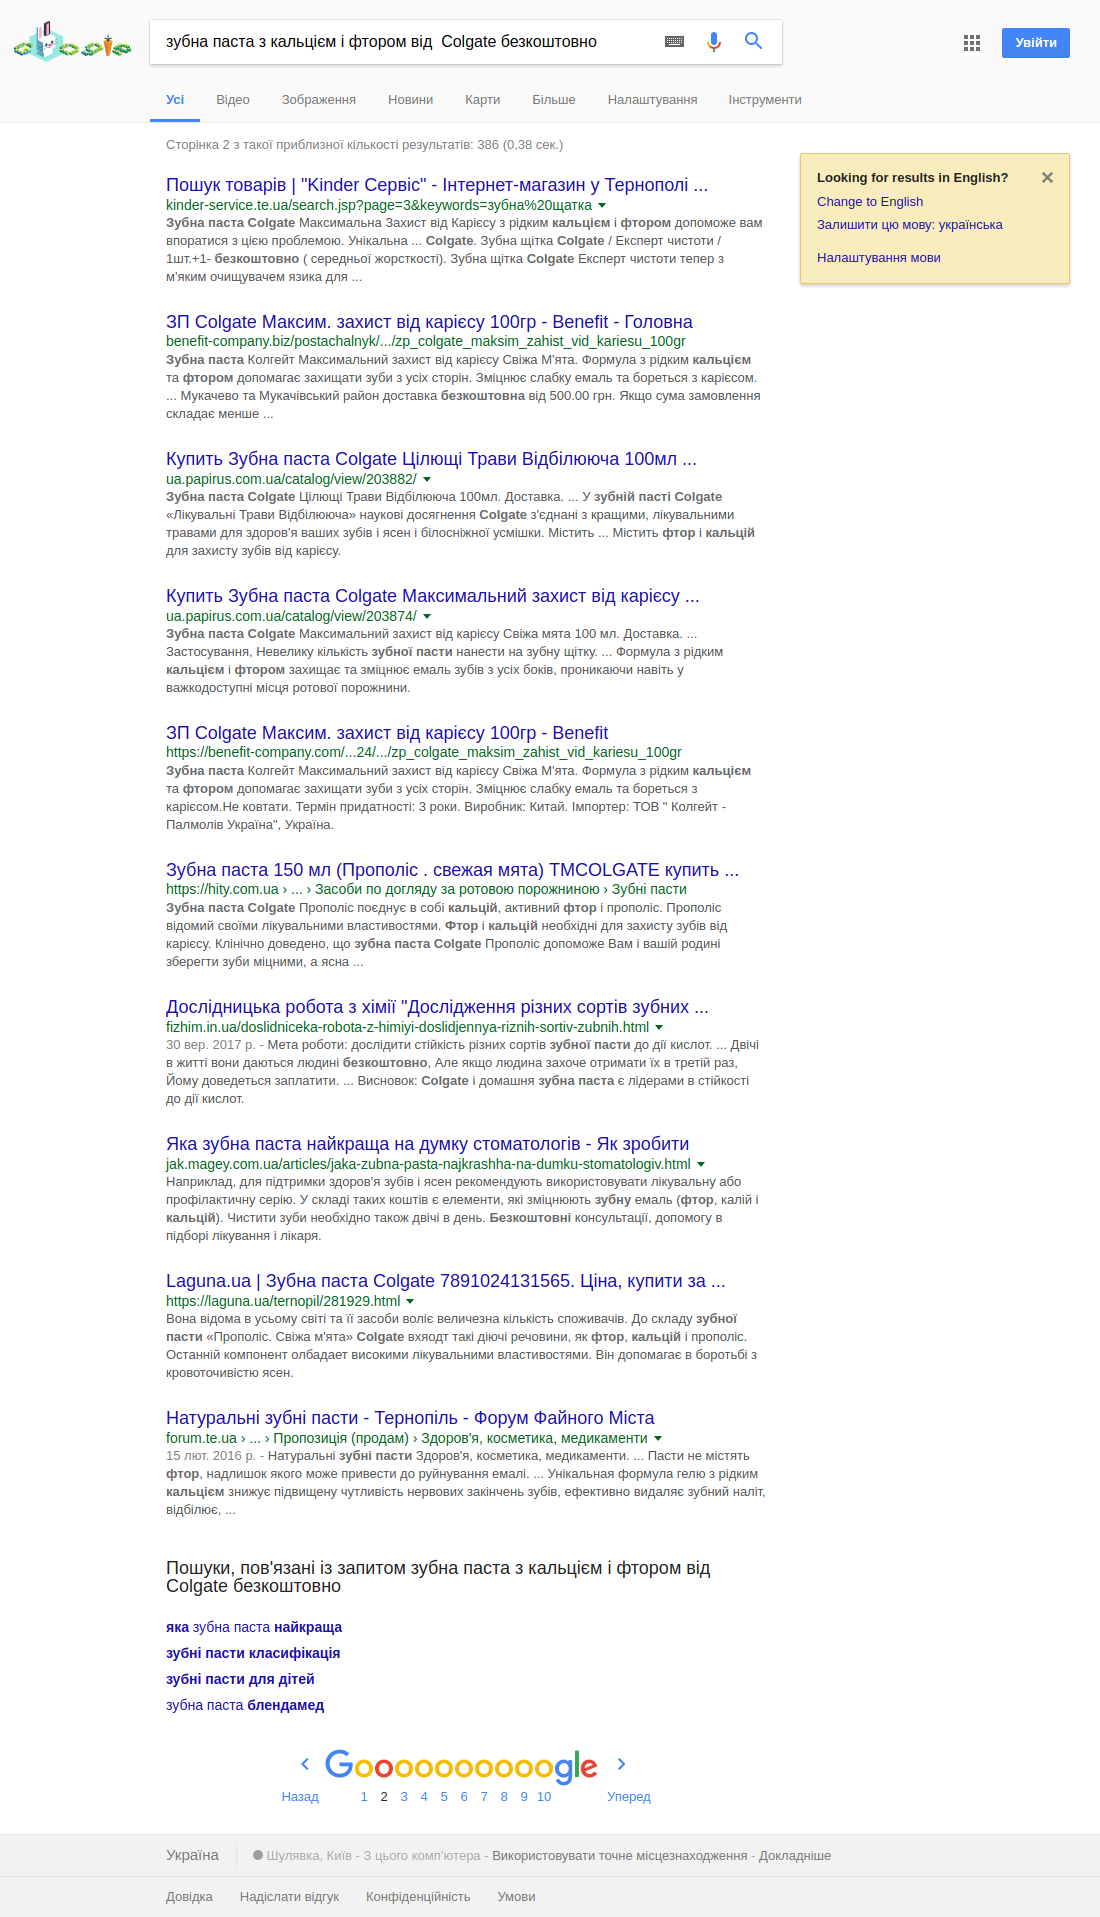 зубна паста з кальцієм і фтором від  Colgate безкоштовно
Увійти
Усі Відео Зображення Новини Карти Більше Налаштування Інструменти
Сторінка 2 з такої приблизної кількості результатів: 386 (0,38 сек.)
Looking for results in English?
Change to English
Залишити цю мову: українська
Налаштування мови
Пошук товарів | "Kinder Сервіс" - Інтернет-магазин у Тернополі ...
kinder-service.te.ua/search.jsp?page=3&keywords=зубна%20щатка
Зубна паста Colgate Максимальна Захист від Карієсу з рідким кальцієм і фтором допоможе вам
впоратися з цією проблемою. Унікальна ... Colgate. Зубна щітка Colgate / Експерт чистоти /
1шт.+1- безкоштовно ( середньої жорсткості). Зубна щітка Colgate Експерт чистоти тепер з
м'яким очищувачем язика для ...
ЗП Colgate Максим. захист від карієсу 100гр - Benefit - Головна
benefit-company.biz/postachalnyk/.../zp_colgate_maksim_zahist_vid_kariesu_100gr
Зубна паста Колгейт Максимальний захист від карієсу Свіжа М'ята. Формула з рідким кальцієм
та фтором допомагає захищати зуби з усіх сторін. Зміцнює слабку емаль та бореться з карієсом.
... Мукачево та Мукачівський район доставка безкоштовна від 500.00 грн. Якщо сума замовлення
складає менше ...
Купить Зубна паста Colgate Цілющі Трави Відбілююча 100мл ...
ua.papirus.com.ua/catalog/view/203882/
Зубна паста Colgate Цілющі Трави Відбілююча 100мл. Доставка. ... У зубній пасті Colgate
«Лікувальні Трави Відбілююча» наукові досягнення Colgate з'єднані з кращими, лікувальними
травами для здоров'я ваших зубів і ясен і білосніжної усмішки. Містить ... Містить фтор і кальцій
для захисту зубів від карієсу.
Купить Зубна паста Colgate Максимальний захист від карієсу ...
ua.papirus.com.ua/catalog/view/203874/
Зубна паста Colgate Максимальний захист від карієсу Свіжа мята 100 мл. Доставка. ...
Застосування, Невелику кількість зубної пасти нанести на зубну щітку. ... Формула з рідким
кальцієм і фтором захищає та зміцнює емаль зубів з усіх боків, проникаючи навіть у
важкодоступні місця ротової порожнини.
ЗП Colgate Максим. захист від карієсу 100гр - Benefit
https://benefit-company.com/...24/.../zp_colgate_maksim_zahist_vid_kariesu_100gr
Зубна паста Колгейт Максимальний захист від карієсу Свіжа М'ята. Формула з рідким кальцієм
та фтором допомагає захищати зуби з усіх сторін. Зміцнює слабку емаль та бореться з
карієсом.Не ковтати. Термін придатності: 3 роки. Виробник: Китай. Імпортер: ТОВ " Колгейт -
Палмолів Україна", Україна.
Зубна паста 150 мл (Прополіс . свежая мята) TMCOLGATE купить ...
https://hity.com.ua › ... › Засоби по догляду за ротовою порожниною › Зубні пасти
Зубна паста Colgate Прополіс поєднує в собі кальцій, активний фтор і прополіс. Прополіс
відомий своїми лікувальними властивостями. Фтор і кальцій необхідні для захисту зубів від
карієсу. Клінічно доведено, що зубна паста Colgate Прополіс допоможе Вам і вашій родині
зберегти зуби міцними, а ясна ...
Дослідницька робота з хімії "Дослідження різних сортів зубних ...
fizhim.in.ua/doslidniceka-robota-z-himiyi-doslidjennya-riznih-sortiv-zubnih.html
30 вер. 2017 р. - Мета роботи: дослідити стійкість різних сортів зубної пасти до дії кислот. ... Двічі
в житті вони даються людині безкоштовно, Але якщо людина захоче отримати їх в третій раз,
Йому доведеться заплатити. ... Висновок: Colgate і домашня зубна паста є лідерами в стійкості
до дії кислот.
Яка зубна паста найкраща на думку стоматологів - Як зробити
jak.magey.com.ua/articles/jaka-zubna-pasta-najkrashha-na-dumku-stomatologiv.html
Наприклад, для підтримки здоров'я зубів і ясен рекомендують використовувати лікувальну або
профілактичну серію. У складі таких коштів є елементи, які зміцнюють зубну емаль (фтор, калій і
кальцій). Чистити зуби необхідно також двічі в день. Безкоштовні консультації, допомогу в
підборі лікування і лікаря.
Laguna.ua | Зубна паста Colgate 7891024131565. Ціна, купити за ...
https://laguna.ua/ternopil/281929.html
Вона відома в усьому світі та її засоби воліє величезна кількість споживачів. До складу зубної
пасти «Прополіс. Свіжа м'ята» Colgate вхяодт такі діючі речовини, як фтор, кальцій і прополіс.
Останній компонент олбадает високими лікувальними властивостями. Він допомагає в боротьбі з
кровоточивістю ясен.
Натуральні зубні пасти - Тернопіль - Форум Файного Міста
forum.te.ua › ... › Пропозиція (продам) › Здоров'я, косметика, медикаменти
15 лют. 2016 р. - Натуральні зубні пасти Здоров'я, косметика, медикаменти. ... Пасти не містять
фтор, надлишок якого може привести до руйнування емалі. ... Унікальная формула гелю з рідким
кальцієм знижує підвищену чутливість нервових закінчень зубів, ефективно видаляє зубний наліт,
відбілює, ...
Пошуки, пов'язані із запитом зубна паста з кальцієм і фтором від
Colgate безкоштовно
яка зубна паста найкраща
зубні пасти класифікація
зубні пасти для дітей
зубна паста блендамед
Goooooooooogle
Назад 1 2 3 4 5 6 7 8 9 10 Уперед
Україна Шулявка, Київ - З цього комп'ютера - Використовувати точне місцезнаходження - Докладніше
Довідка Надіслати відгук Конфіденційність Умови